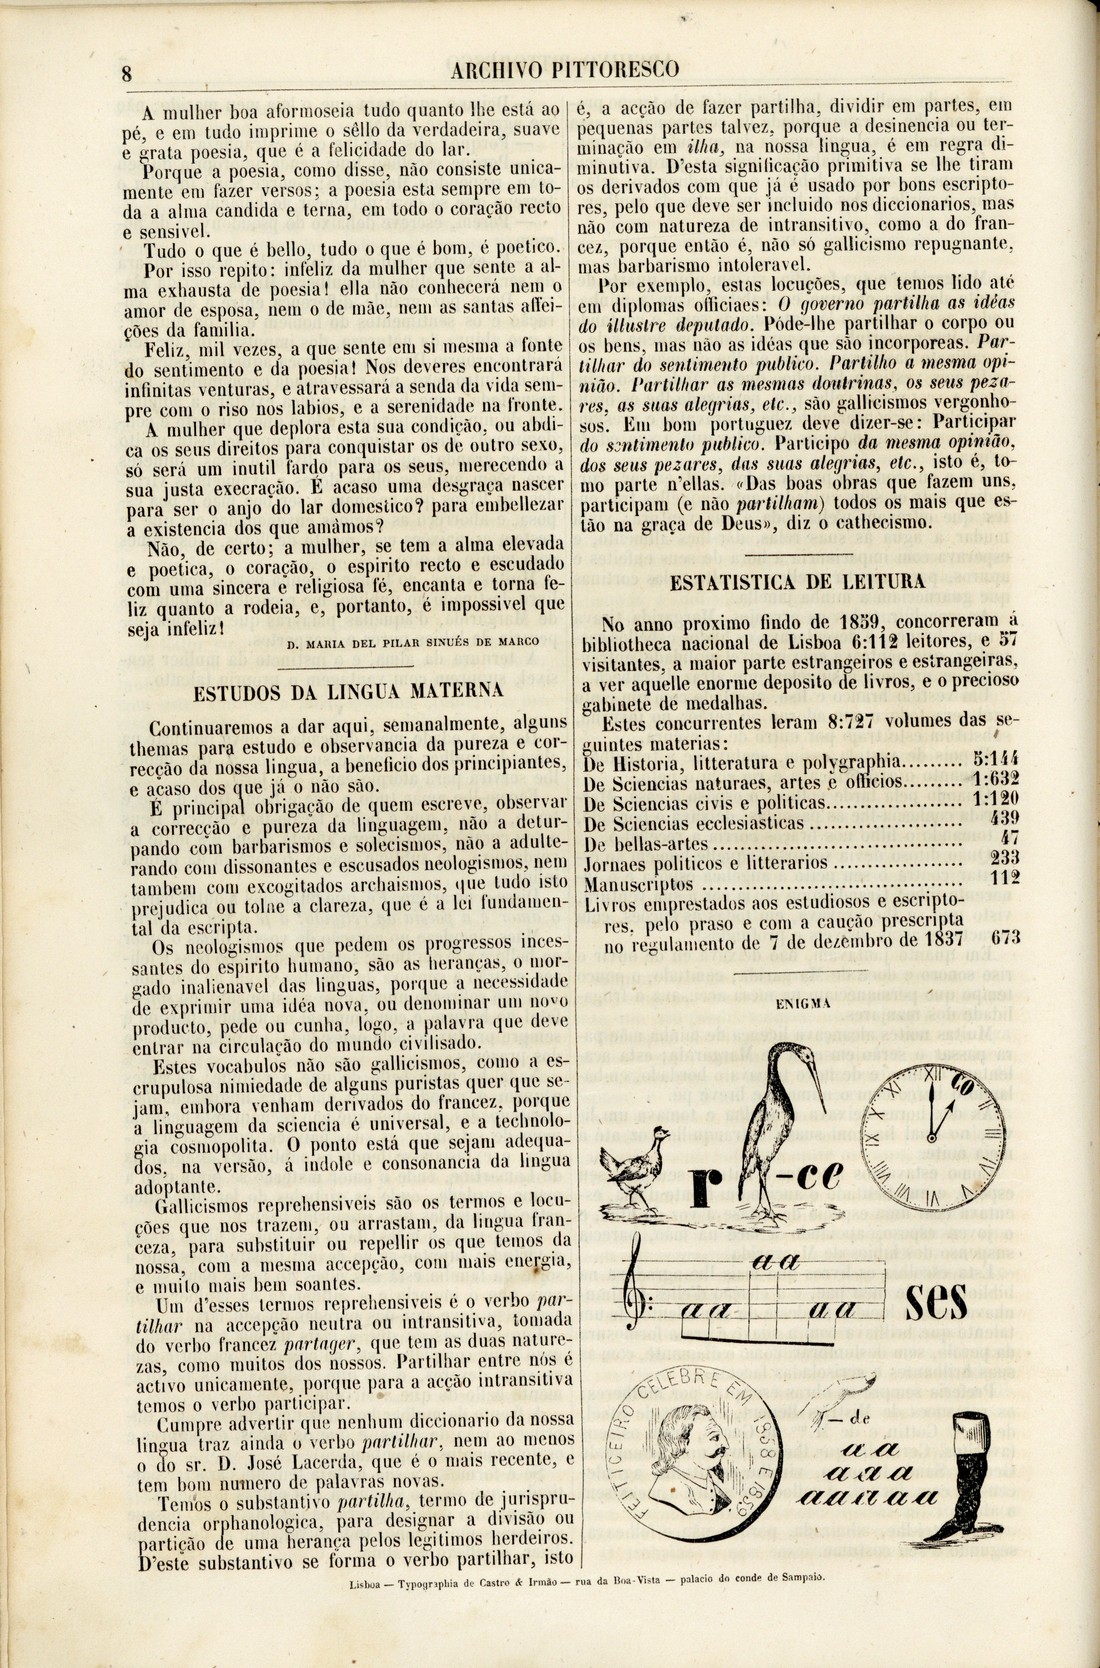 8
ARCHIVO PITTORESCO
A mulher boa aformoseia tudo quanto lhe está ao
pé, e em tudo imprime o sêllo da verdadeira, suave
e grata poesia, que é a felicidade do lar.
Porque a poesia, como disse, não consiste unica-
mente em fazer versos; a poesia esta sempre em to-
da a alma candida e terna, em todo o coração recto
e sensivel.
Tudo o que é bello, tudo o que é bom, é poetico.
Por isso repito: infeliz da mulher que sente a al-
ma exhausta de poesia! ella não conhecerá nem o
amor de esposa, nem o de mãe, nem as santas affei-
ções da familia.
Feliz, mil vezes, a que sente em si mesma a fonte
do sentimento e da poesia! Nos deveres encontrará
infinitas venturas, e atravessará a senda da vida sem-
pre com o riso nos labios, e a serenidade na fronte.
A mulher que deplora esta sua condição, ou abdi-
ca os seus direitos para conquistar os de outro sexo,
só será um inutil fardo para os seus, merecendo a
sua justa execração. É acaso uma desgraça nascer
para ser o anjo do lar domestico? para embellezar
a existencia dos que amâmos?
Não, de certo; a mulher, se tem a alma elevada
e poetica, o coração, o espirito recto e escudado
com uma sincera e religiosa fé, encanta e torna fe-
liz quanto a rodeia, e, portanto, é impossivel que
seja infeliz!
D. MARIA DEL PILAR SINUÉS DE MARCO
ESTUDOS DA LINGUA MATERNA
Continuaremos a dar aqui, semanalmente, alguns
themas para estudo e observancia da pureza e cor-
recção da nossa lingua, a beneficio dos principiantes,
e acaso dos que já o não são.
É principal obrigação de quem escreve, observar
a correcção e pureza da linguagem, não a detur-
pando com barbarismos e solecismos, não a adulte-
rando com dissonantes e escusados neologismos, nem
tambem com excogitados archaismos, que tudo isto
prejudica ou tolhe a clareza, que é a lei fundamen-
tal da escripta.
Os neologismos que pedem os progressos inces-
santes do espirito humano, são as heranças, o mor-
gado inalienavel das linguas, porque a necessidade
de exprimir uma idéa nova, ou denominar um novo
producto, pede ou cunha, logo, a palavra que deve
entrar na circulação do mundo civilisado.
Estes vocabulos não são gallicismos, como a es-
crupulosa nimiedade de alguns puristas quer que se-
jam, embora venham derivados do francez, porque
a linguagem da sciencia é universal, e a technolo-
gia cosmopolita. O ponto está que sejam adequa-
dos, na versão, á indole e consonancia da lingua
adoptante.
Gallicismos reprehensiveis são os termos e locu-
ções que nos trazem, ou arrastam, da lingua fran-
ceza, para substituir ou repellir os que temos da
nossa, com a mesma accepção, com mais energia,
e muito mais bem soantes.
Um d'esses termos reprehensiveis é o verbo par-
tilhar na accepção neutra ou intransitiva, tomada
do verbo francez partager, que tem as duas nature-
zas, como muitos dos nossos. Partilhar entre nós é
activo unicamente, porque para a acção intransitiva
temos o verbo participar.
Cumpre advertir que nenhum diccionario da nossa
lingua traz ainda o verbo partilhar, nem ao menos
o do sr. D. José Lacerda, que é o mais recente, e
tem bom numero de palavras novas.
Temos o substantivo partilha, termo de jurispru-
dencia orphanologica, para designar a divisão ou
partição de uma herança pelos legitimos herdeiros.
D'este substantivo se forma o verbo partilhar, isto
é, a acção de fazer partilha, dividir em partes, em
pequenas partes talvez, porque a desinencia ou ter-
minação em ilha, na nossa lingua, é em regra di-
minutiva. D'esta significação primitiva se lhe tiram
os derivados com que já é usado por bons escripto-
res, pelo que deve ser incluido nos diccionarios, mas
não com natureza de intransitivo, como a do fran-
cez, porque então é, não só gallicismo repugnante,
mas barbarismo intoleravel.
Por exemplo, estas locuções, que temos lido até
em diplomas officiaes: O governo partilha as idéas
do illustre deputado. Póde-lhe partilhar o corpo ou
os bens, mas não as idéas que são incorporeas. Par-
tilhar do sentimento publico. Partilho a mesma opi-
nião. Partilhar as mesmas doutrinas, os seus peza-
res, as suas alegrias, etc., são gallicismos vergonho-
sos. Em bom portuguez deve dizer-se: Participar
do sentimento publico. Participo da mesma opinião,
dos seus pezares, das suas alegrias, etc., isto é, to-
mo parte n'ellas. «Das boas obras que fazem uns,
participam (e não partilham) todos os mais que es-
tão na graça de Deus», diz o cathecismo.
ESTATISTICA DE LEITURA
No anno proximo findo de 1859, concorreram á
bibliotheca nacional de Lisboa 6:112 leitores, e 57
visitantes, a maior parte estrangeiros e estrangeiras,
a ver aquelle enorme deposito de livros, e o precioso
gabinete de medalhas.
Estes concurrentes leram 8:727 volumes das se-
guintes materias:
De Historia, litteratura e polygraphia......... 5:144
De Sciencias naturaes, artes e officios......... 1:632
De Sciencias civis e politicas.................... 1:120
De Sciencias ecclesiasticas ...................... 439
De bellas-artes .................................... 47
Jornaes politicos e litterarios ................... 233
Manuscriptos ..................................... 112
Livros emprestados aos estudiosos e escripto-
res, pelo praso e com a caução prescripta
no regulamento de 7 de dezembro de 1837 673
ENIGMA
r -ce
XII CO II III IV V VI VII VIII IX X XI
aa aa aa
ses
FEITICEIRO CELEBRE EM 1858 E 1859
-de
a a
a a a
a a a a a
Lisboa — Typographia de Castro & Irmão — rua da Boa-Vista — palacio do conde de Sampaio.